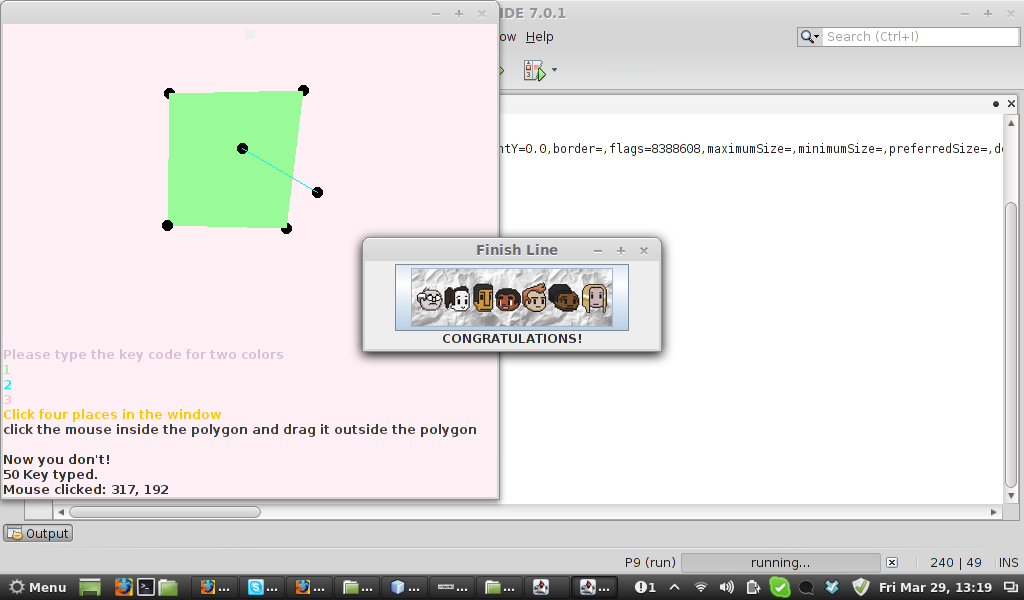 IDE 7.0.1
ow Help
Search (Ctrl+I)
ntY=0.0,border=,flags=8388608,maximumSize=,minimumSize=,preferredSize=,d
Finish Line
CONGRATULATIONS!
Please type the key code for two colors
1
2
3
Click four places in the window
click the mouse inside the polygon and drag it outside the polygon
Now you don't!
50 Key typed.
Mouse clicked: 317, 192
Output
P9 (run) running... 240 | 49 INS
Menu ... ... ... ... ... ... ... ... 1 Fri Mar 29, 13:19